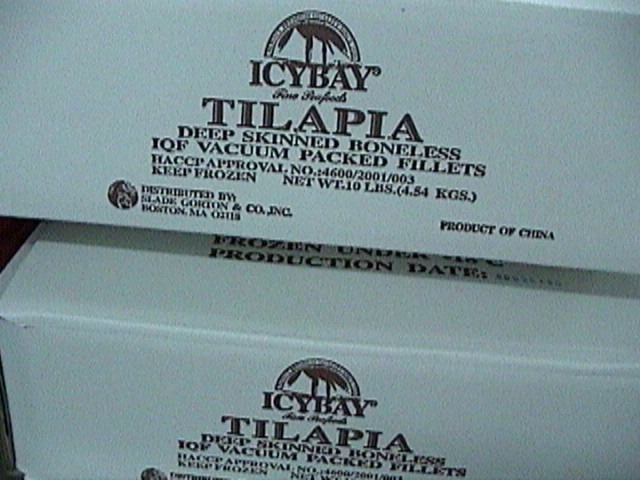 ICYBAY®
Fine Seafoods
TILAPIA
DEEP SKINNED BONELESS
IQF VACUUM PACKED FILLETS
HACCP APPROVAL NO.:4600/2001/003
KEEP FROZEN NET WT.10 LBS.(4.54 KGS.)
DISTRIBUTED BY:
SLADE GORTON & CO.,INC.
BOSTON, MA 02118
PRODUCT OF CHINA
FROZEN UNDER -18°C
PRODUCTION DATE:
ICYBAY®
Fine Seafoods
TILAPIA
DEEP SKINNED BONELESS
IQF VACUUM PACKED FILLETS
HACCP APPROVAL NO.:4600/2001/003
KEEP FROZEN NET